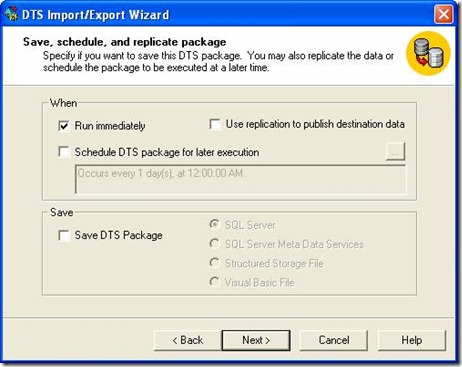 DTS Import/Export Wizard
Save, schedule, and replicate package
Specify if you want to save this DTS package. You may also replicate the data or
schedule the package to be executed at a later time.
When
Run immediately
Use replication to publish destination data
Schedule DTS package for later execution
...
Occurs every 1 day(s), at 12:00:00 AM.
Save
Save DTS Package
SQL Server
SQL Server Meta Data Services
Structured Storage File
Visual Basic File
< Back
Next >
Cancel
Help